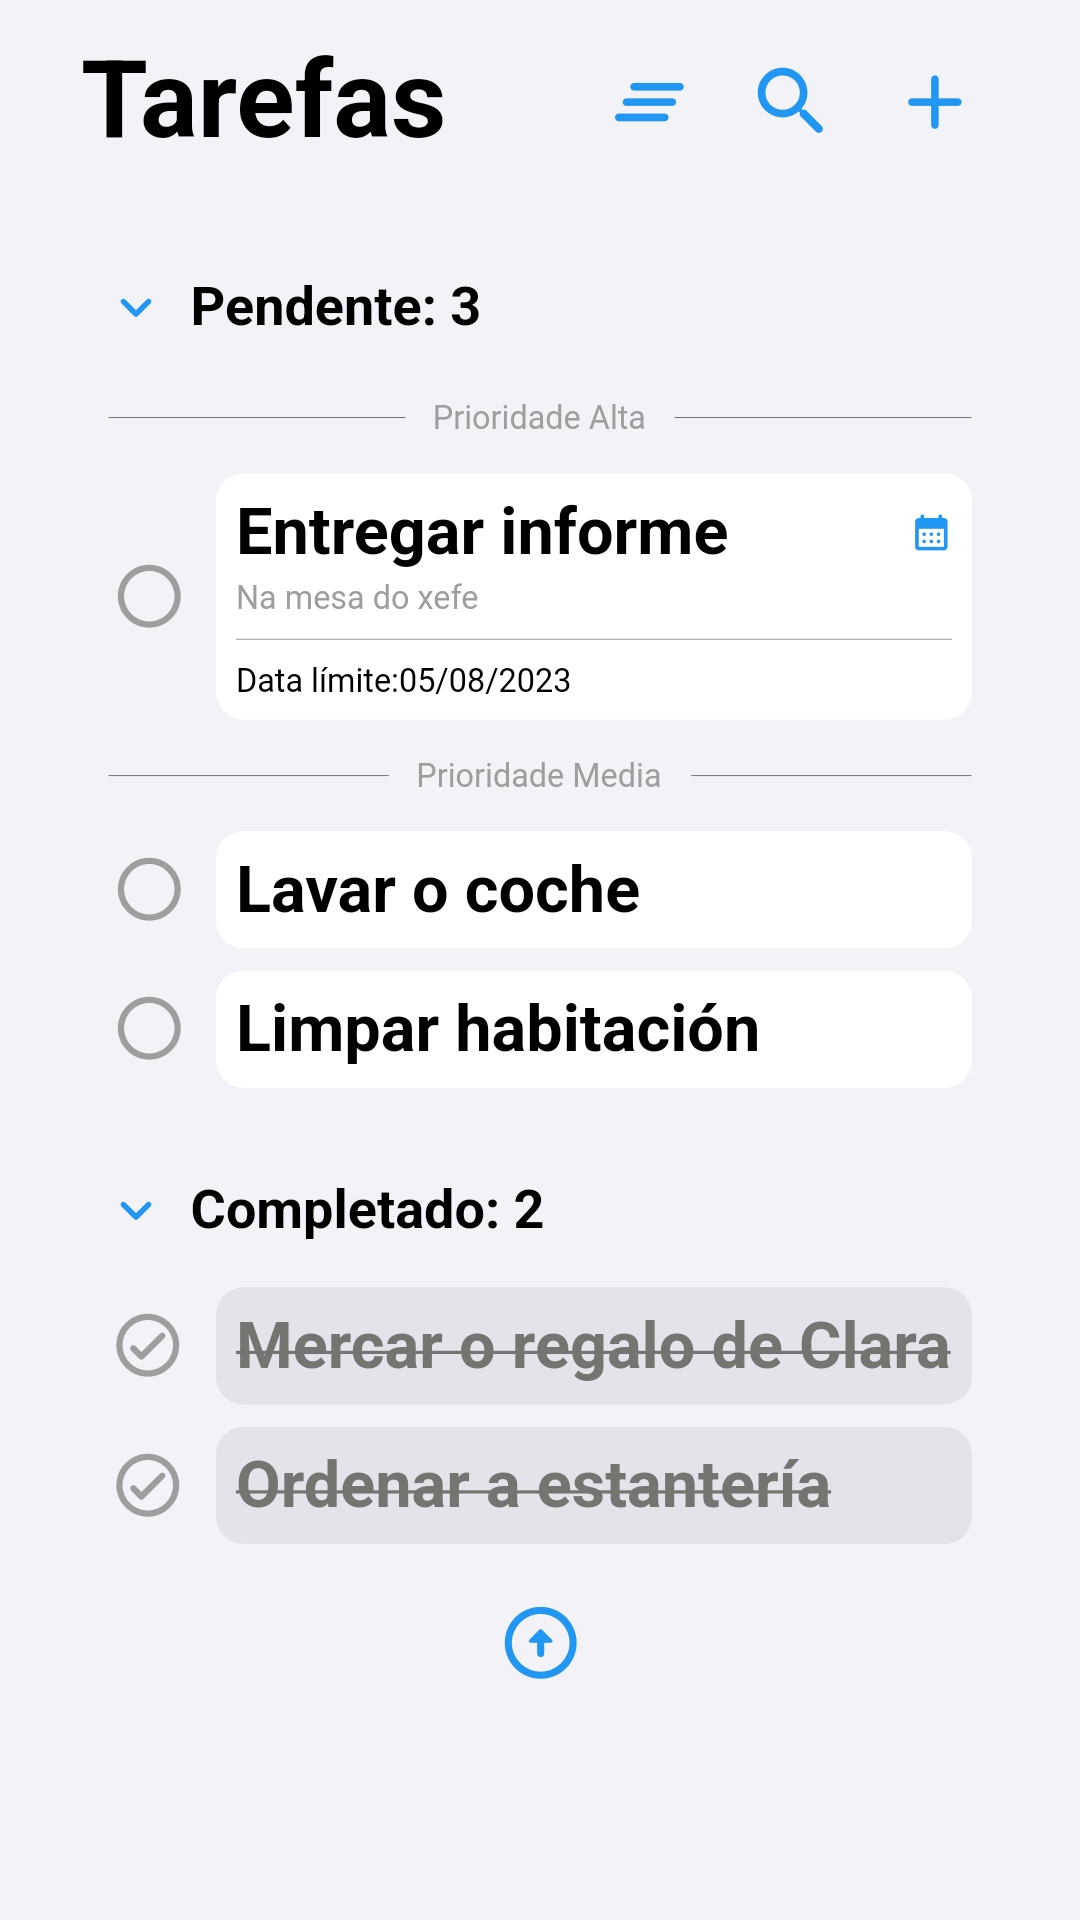 Tarefas
Pendente: 3
Prioridade Alta
Entregar informe
Na mesa do xefe
Data límite:05/08/2023
Prioridade Media
Lavar o coche
Limpar habitación
Completado: 2
Mercar o regalo de Clara
Ordenar a estantería